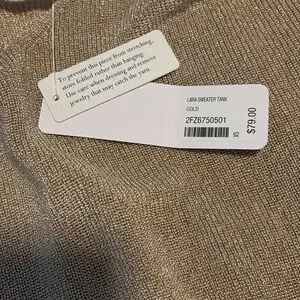 To prevent this piece from stretching,
store folded rather than hanging.
Use care when dressing and remove
jewelry that may catch the yarn.
LARA SWEATER TANK
GOLD
2FZ6750501
$79.00